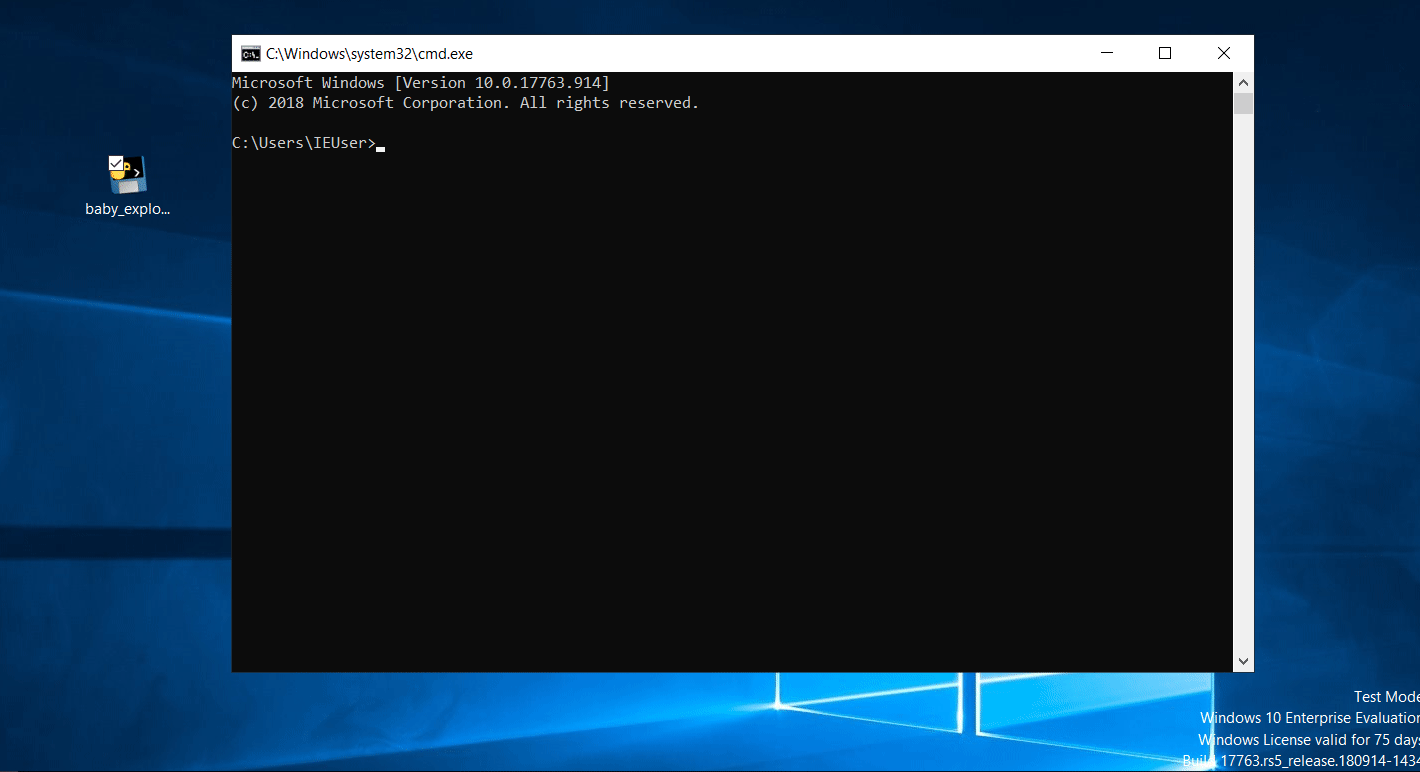 C:\Windows\system32\cmd.exe
Microsoft Windows [Version 10.0.17763.914]
(c) 2018 Microsoft Corporation. All rights reserved.
C:\Users\IEUser>
baby_explo...
Test Mode
Windows 10 Enterprise Evaluation
Windows License valid for 75 days
Build 17763.rs5_release.180914-1434